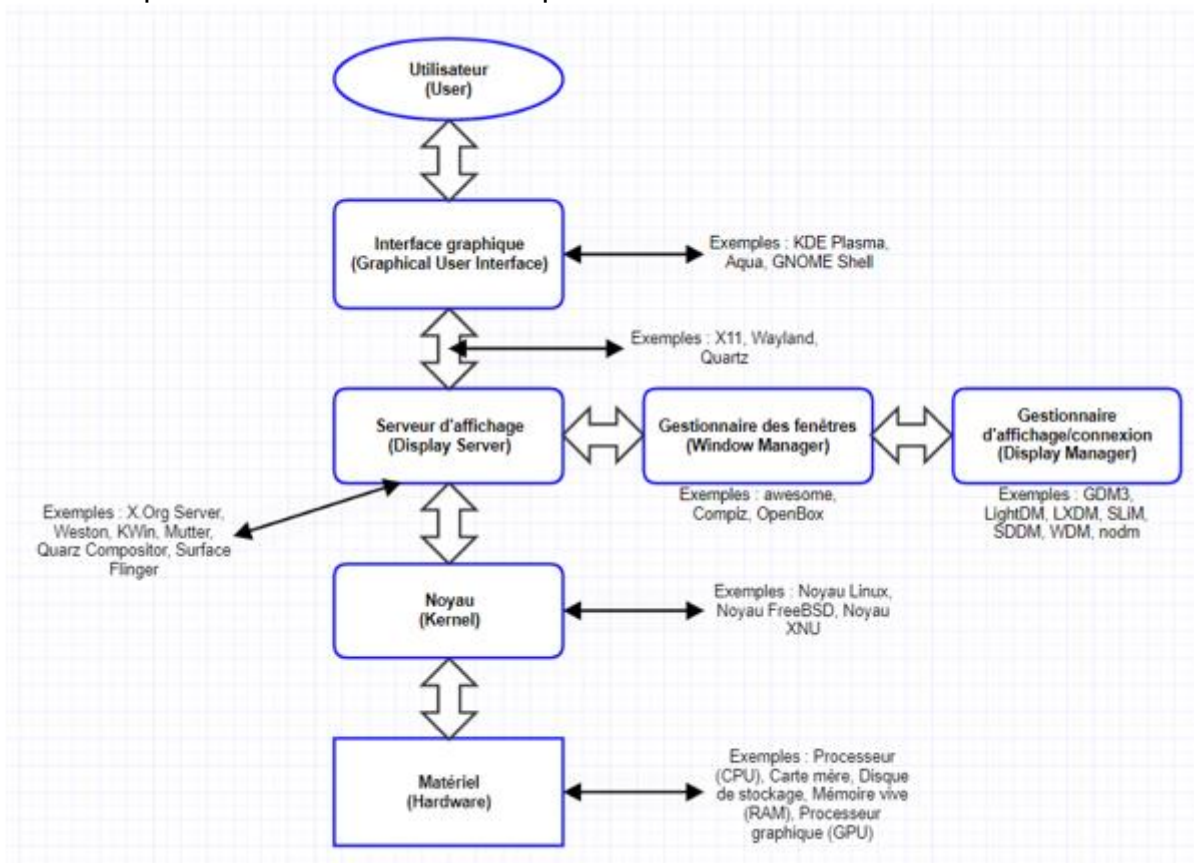 Utilisateur
(User)
Interface graphique
(Graphical User Interface)
Exemples : KDE Plasma,
Aqua, GNOME Shell
Exemples : X11, Wayland,
Quartz
Serveur d'affichage
(Display Server)
Gestionnaire des fenêtres
(Window Manager)
Gestionnaire
d'affichage/connexion
(Display Manager)
Exemples : X.Org Server,
Weston, KWin, Mutter,
Quarz Compositor, Surface
Flinger
Exemples : awesome,
Compiz, OpenBox
Exemples : GDM3,
LightDM, LXDM, SLiM,
SDDM, WDM, nodm
Noyau
(Kernel)
Exemples : Noyau Linux,
Noyau FreeBSD, Noyau
XNU
Matériel
(Hardware)
Exemples : Processeur
(CPU), Carte mère, Disque
de stockage, Mémoire vive
(RAM), Processeur
graphique (GPU)